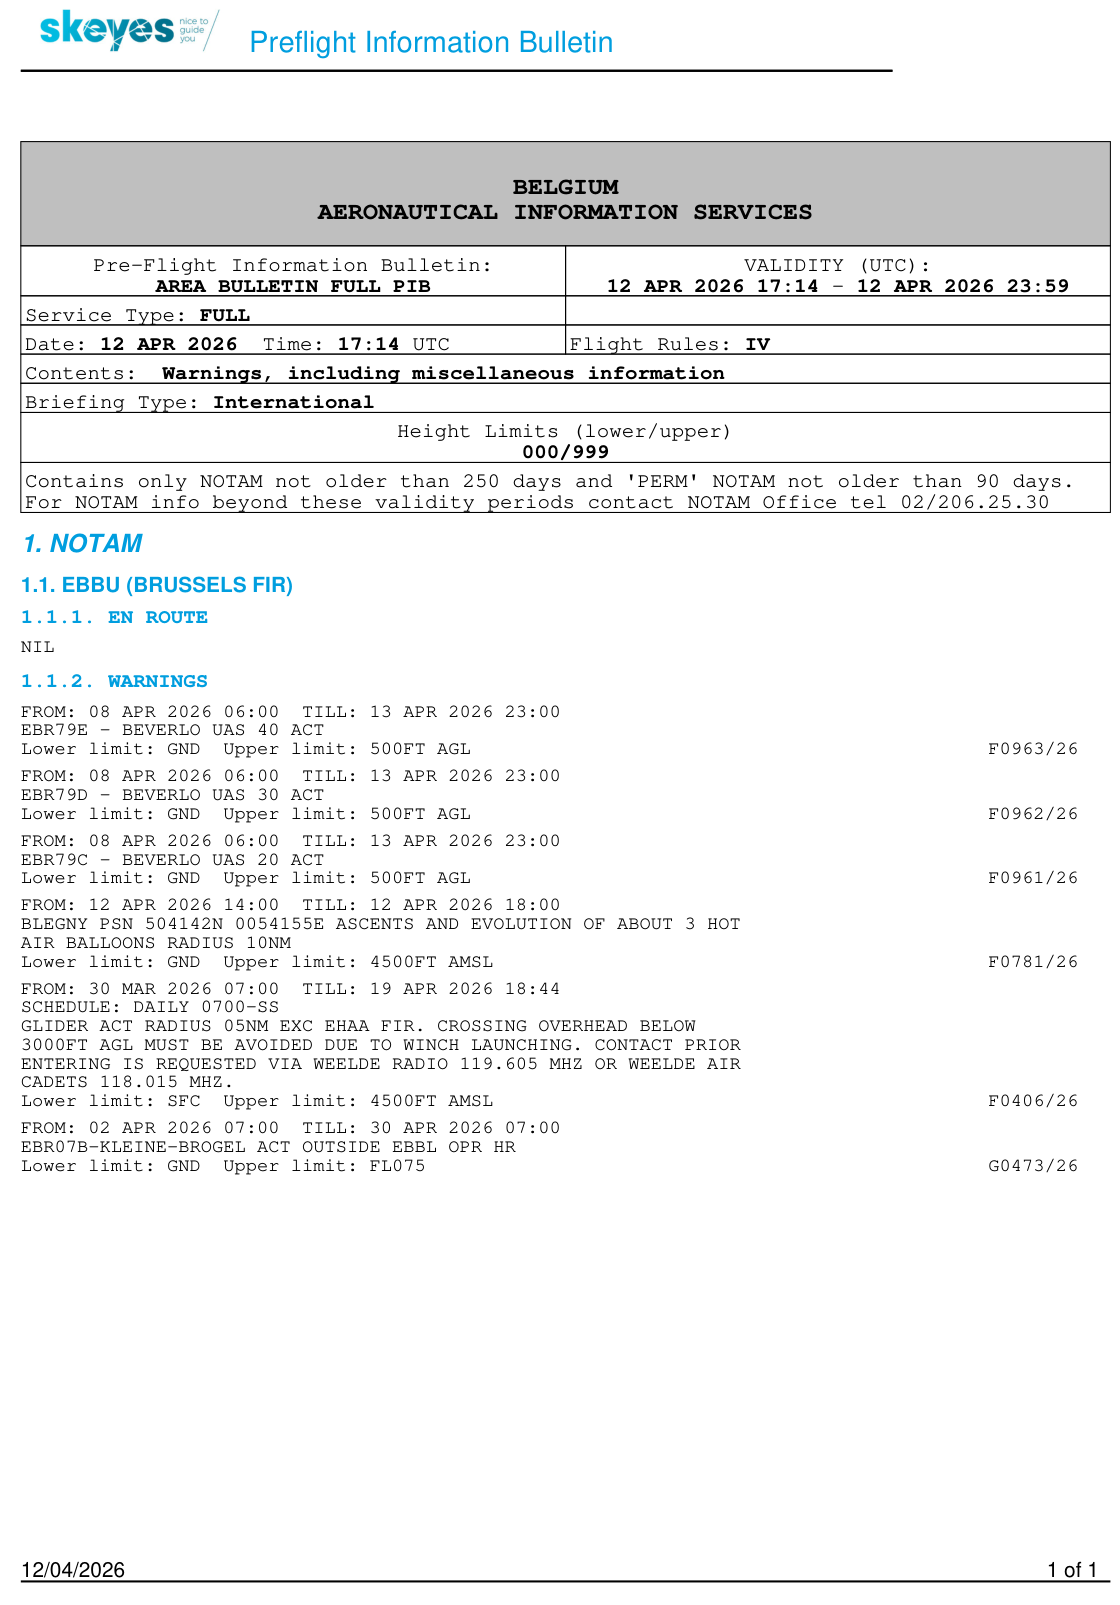 skeyes nice to guide you
Preflight Information Bulletin
BELGIUM
AERONAUTICAL INFORMATION SERVICES
Pre-Flight Information Bulletin:
AREA BULLETIN FULL PIB
VALIDITY (UTC):
12 APR 2026 17:14 - 12 APR 2026 23:59
Service Type: FULL
Date: 12 APR 2026  Time: 17:14 UTC
Flight Rules: IV
Contents:  Warnings, including miscellaneous information
Briefing Type: International
Height Limits (lower/upper)
000/999
Contains only NOTAM not older than 250 days and 'PERM' NOTAM not older than 90 days.
For NOTAM info beyond these validity periods contact NOTAM Office tel 02/206.25.30
1. NOTAM
1.1. EBBU (BRUSSELS FIR)
1.1.1. EN ROUTE
NIL
1.1.2. WARNINGS
FROM: 08 APR 2026 06:00  TILL: 13 APR 2026 23:00
EBR79E - BEVERLO UAS 40 ACT
Lower limit: GND  Upper limit: 500FT AGL F0963/26
FROM: 08 APR 2026 06:00  TILL: 13 APR 2026 23:00
EBR79D - BEVERLO UAS 30 ACT
Lower limit: GND  Upper limit: 500FT AGL F0962/26
FROM: 08 APR 2026 06:00  TILL: 13 APR 2026 23:00
EBR79C - BEVERLO UAS 20 ACT
Lower limit: GND  Upper limit: 500FT AGL F0961/26
FROM: 12 APR 2026 14:00  TILL: 12 APR 2026 18:00
BLEGNY PSN 504142N 0054155E ASCENTS AND EVOLUTION OF ABOUT 3 HOT
AIR BALLOONS RADIUS 10NM
Lower limit: GND  Upper limit: 4500FT AMSL F0781/26
FROM: 30 MAR 2026 07:00  TILL: 19 APR 2026 18:44
SCHEDULE: DAILY 0700-SS
GLIDER ACT RADIUS 05NM EXC EHAA FIR. CROSSING OVERHEAD BELOW
3000FT AGL MUST BE AVOIDED DUE TO WINCH LAUNCHING. CONTACT PRIOR
ENTERING IS REQUESTED VIA WEELDE RADIO 119.605 MHZ OR WEELDE AIR
CADETS 118.015 MHZ.
Lower limit: SFC  Upper limit: 4500FT AMSL F0406/26
FROM: 02 APR 2026 07:00  TILL: 30 APR 2026 07:00
EBR07B-KLEINE-BROGEL ACT OUTSIDE EBBL OPR HR
Lower limit: GND  Upper limit: FL075 G0473/26
12/04/2026 1 of 1